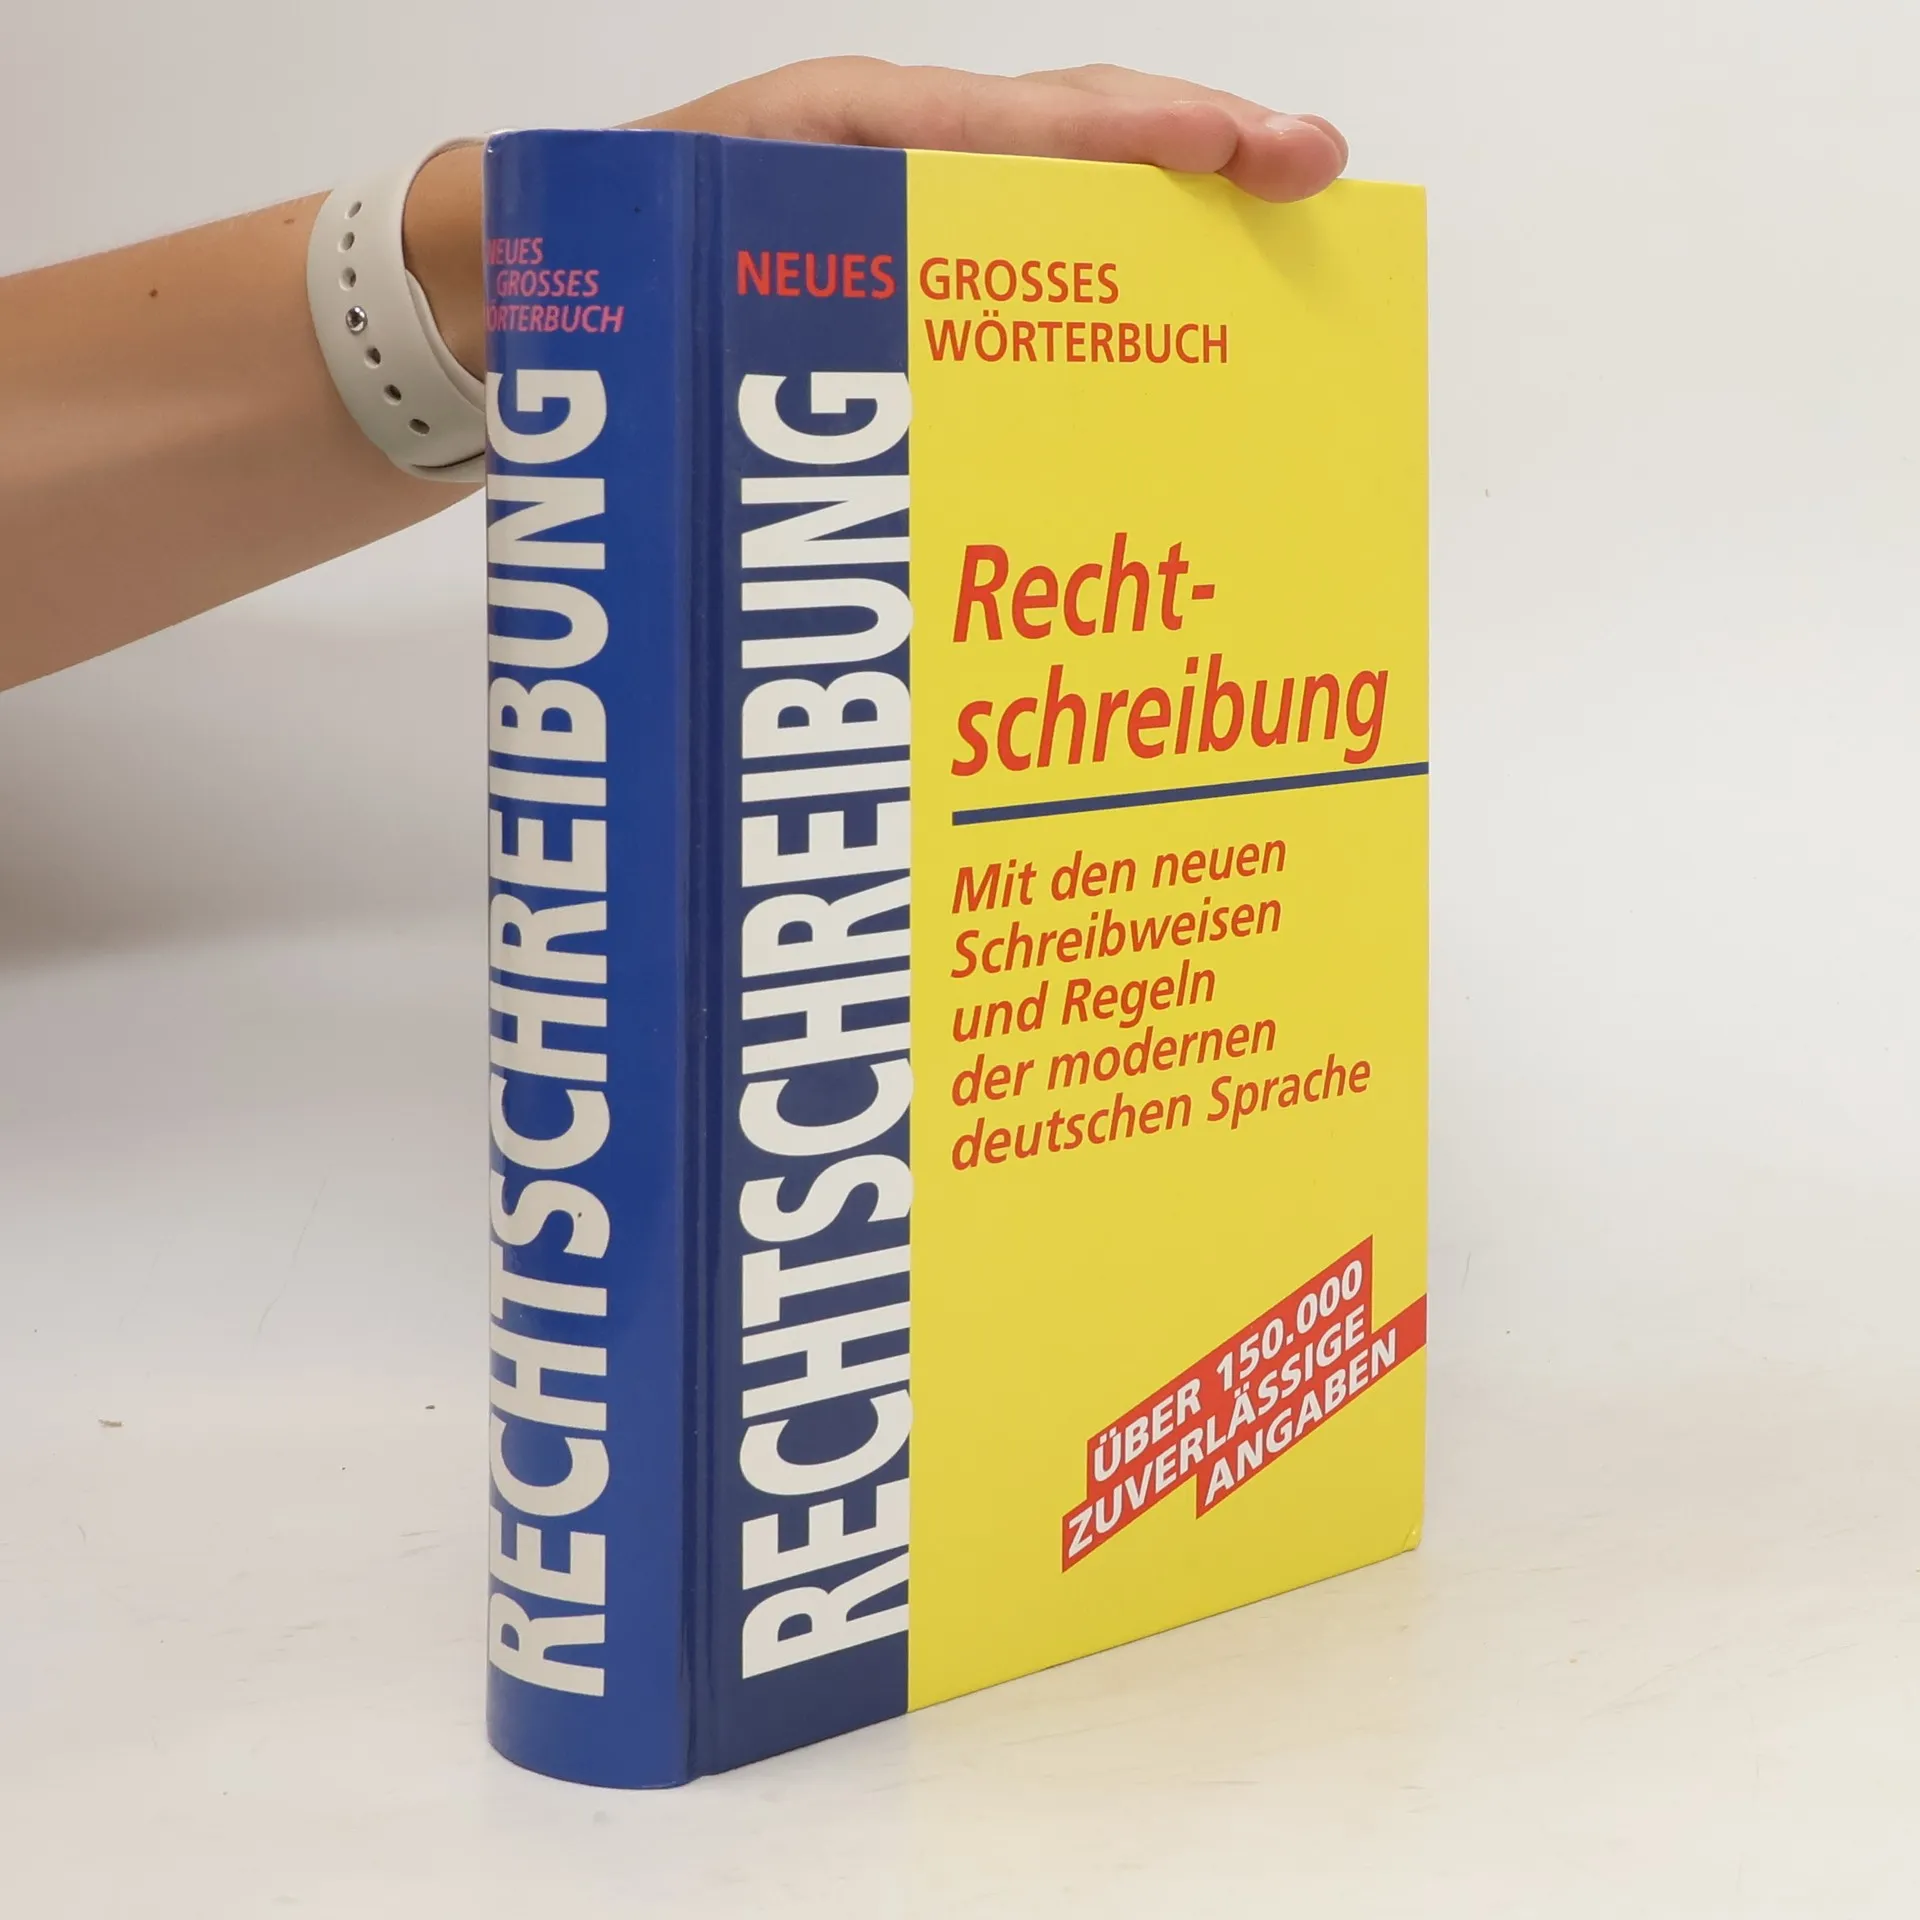 NEUES
GROSSES
WÖRTERBUCH
RECHTSCHREIBUNG
NEUES GROSSES
WÖRTERBUCH
RECHTSCHREIBUNG
Recht-
schreibung
Mit den neuen
Schreibweisen
und Regeln
der modernen
deutschen Sprache
ÜBER 150.000
ZUVERLÄSSIGE
ANGABEN